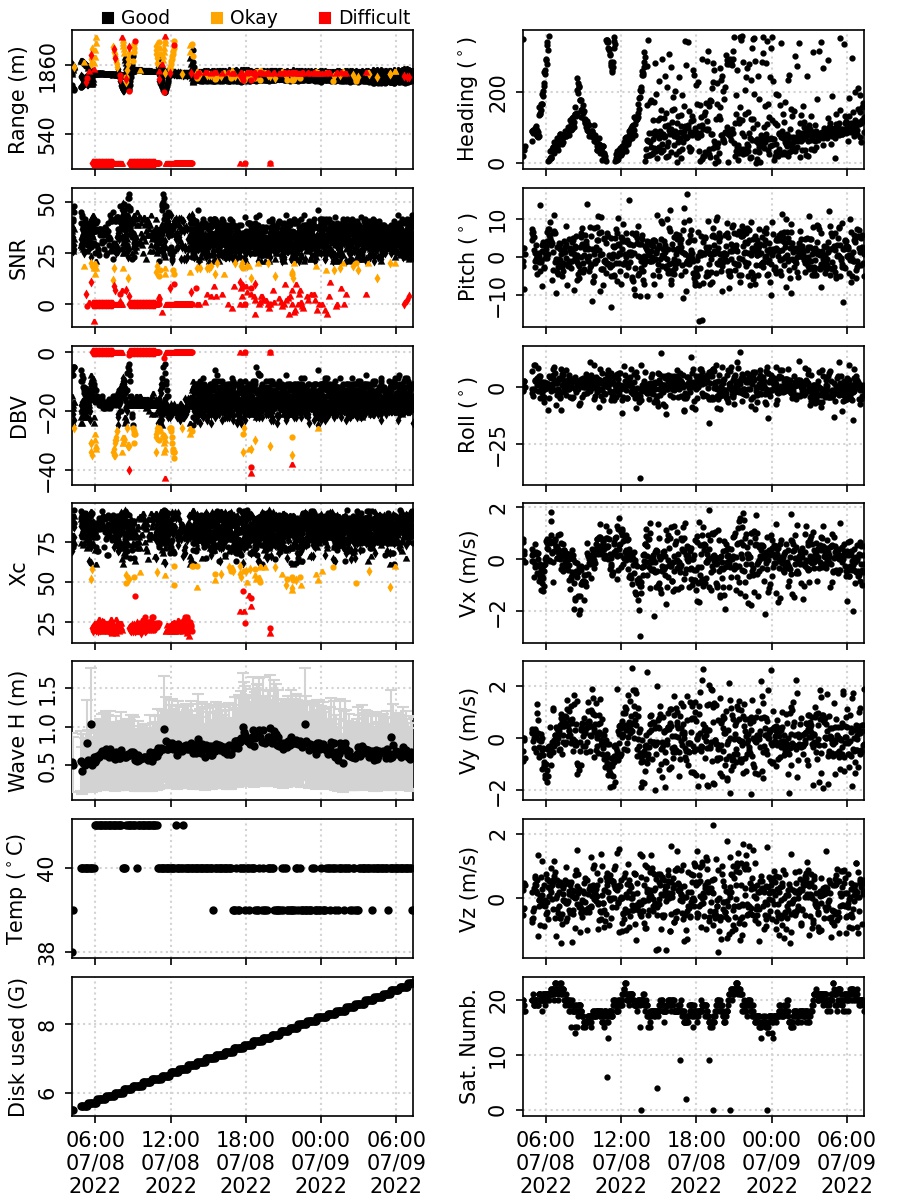 Good Okay Difficult
Range (m)
1860
540
Heading (°)
200
0
SNR
50
25
0
Pitch (°)
10
0
−10
DBV
0
−20
−40
Roll (°)
0
−25
Xc
75
50
25
Vx (m/s)
2
0
−2
Wave H (m)
1.5
1.0
0.5
Vy (m/s)
2
0
−2
Temp (°C)
40
38
Vz (m/s)
2
0
Disk used (G)
8
6
Sat. Numb.
20
10
0
06:00 12:00 18:00 00:00 06:00
07/08 07/08 07/08 07/09 07/09
2022 2022 2022 2022 2022
06:00 12:00 18:00 00:00 06:00
07/08 07/08 07/08 07/09 07/09
2022 2022 2022 2022 2022